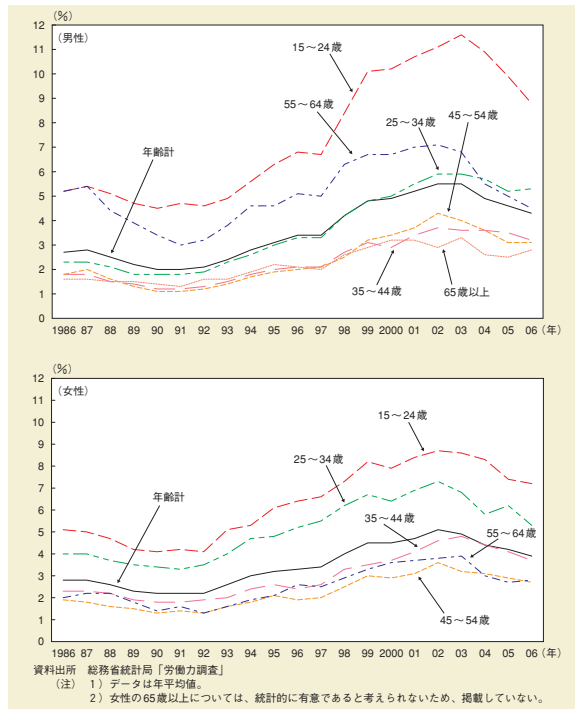 (%)
12
(男性)
11
15~24歳
10
9
55~64歳
45~54歳
8
25~34歳
7
年齢計
6
5
4
3
2
35~44歳
65歳以上
1
0
1986 87 88 89 90 91 92 93 94 95 96 97 98 99 2000 01 02 03 04 05 06 (年)
(%)
12
(女性)
11
15~24歳
10
9
25~34歳
8
7
年齢計
6
35~44歳
55~64歳
5
4
3
2
45~54歳
1
0
1986 87 88 89 90 91 92 93 94 95 96 97 98 99 2000 01 02 03 04 05 06 (年)
資料出所 総務省統計局「労働力調査」
(注) 1)データは年平均値。
2)女性の65歳以上については、統計的に有意であると考えられないため、掲載していない。